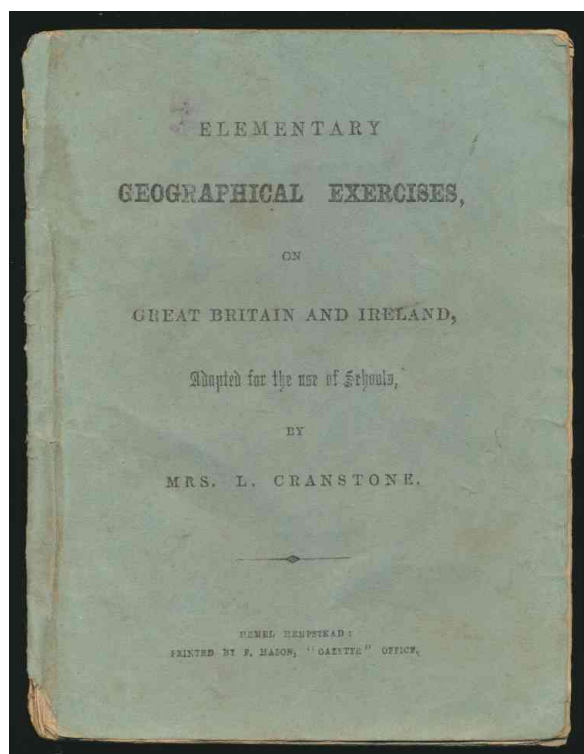 ELEMENTARY
GEOGRAPHICAL EXERCISES,
ON
GREAT BRITAIN AND IRELAND,
Adapted for the use of Schools,
BY
MRS. L. CRANSTONE.
HEMEL HEMPSTEAD:
PRINTED BY F. MASON, "GAZETTE" OFFICE.